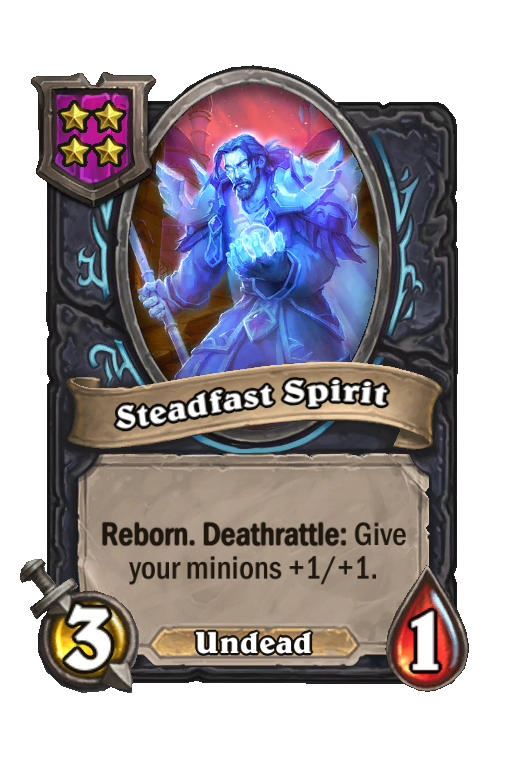 Steadfast Spirit
Reborn. Deathrattle: Give
your minions +1/+1.
3
Undead
1